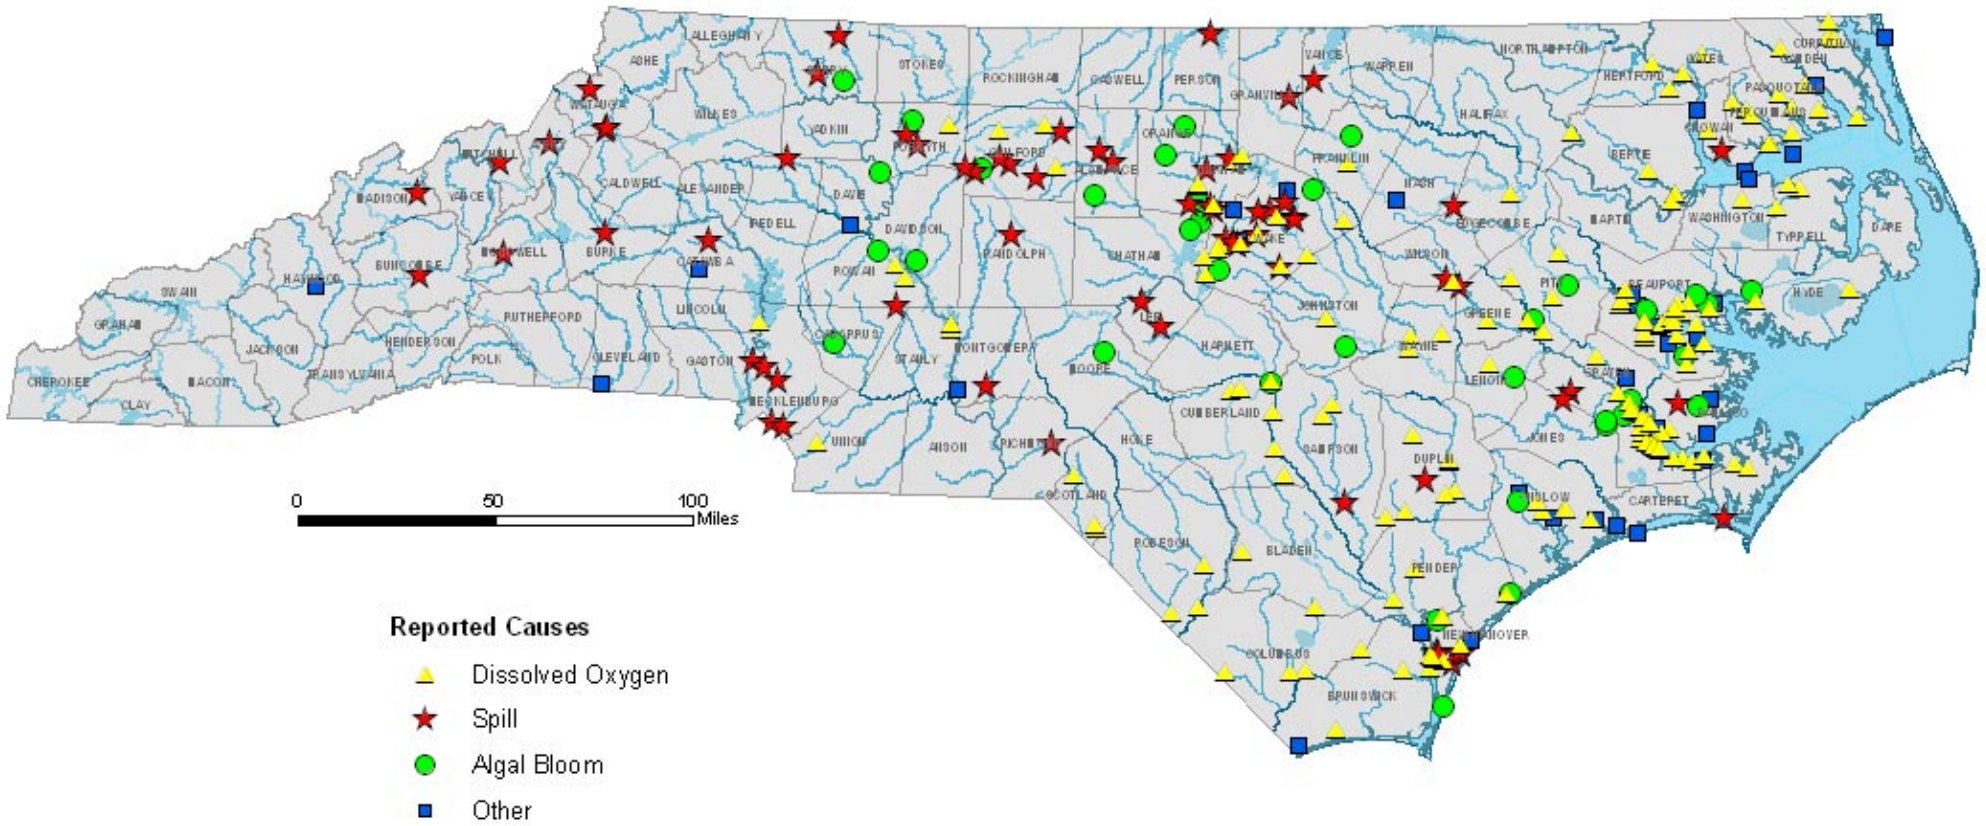 ALLEGHANY
ASHE
STOKES
ROCKINGHAM
CASWELL
PERSON
VANCE
WARREN
NORTHAMPTON
GATES
CURRITUCK
CAMDEN
HERTFORD
PASQUOTANK
PERQUIMANS
CHOWAN
GRANVILLE
HALIFAX
WATAUGA
WILKES
YADKIN
FORSYTH
GUILFORD
ORANGE
FRANKLIN
BERTIE
MITCHELL
CALDWELL
ALEXANDER
DAVIE
NASH
MADISON
IREDELL
DAVIDSON
RANDOLPH
CHATHAM
WAKE
EDGECOMBE
MARTIN
WASHINGTON
TYRRELL
DARE
BURKE
CATAWBA
ROWAN
WILSON
HAYWOOD
BUNCOMBE
SWAIN
PITT
BEAUFORT
HYDE
GRAHAM
RUTHERFORD
LINCOLN
LEE
JOHNSTON
GREENE
JACKSON
HENDERSON
CABARRUS
STANLY
MONTGOMERY
HARNETT
WAYNE
POLK
CLEVELAND
GASTON
MOORE
LENOIR
CRAVEN
CHEROKEE
MACON
TRANSYLVANIA
CLAY
MECKLENBURG
CUMBERLAND
UNION
ANSON
RICHMOND
HOKE
SAMPSON
DUPLIN
JONES
SCOTLAND
ONSLOW
CARTERET
ROBESON
BLADEN
PENDER
NEW HANOVER
COLUMBUS
BRUNSWICK
0 50 100
Miles
Reported Causes
Dissolved Oxygen
Spill
Algal Bloom
Other